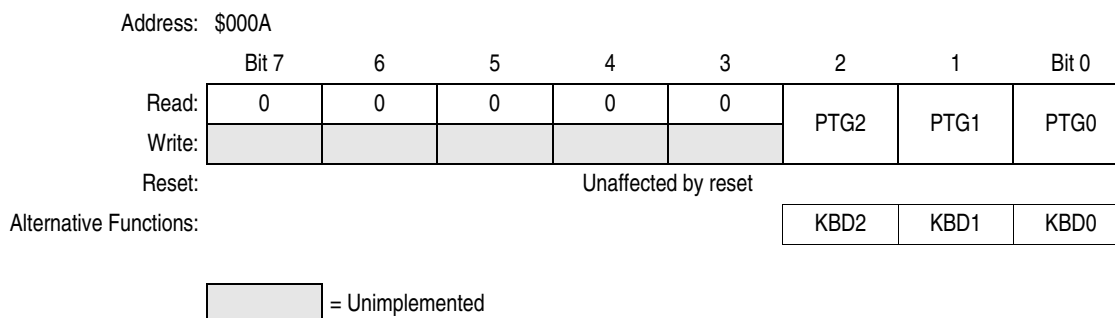 Address: $000A
Bit 7 6 5 4 3 2 1 Bit 0
Read: 0 0 0 0 0 PTG2 PTG1 PTG0
Write:
Reset: Unaffected by reset
Alternative Functions: KBD2 KBD1 KBD0
= Unimplemented